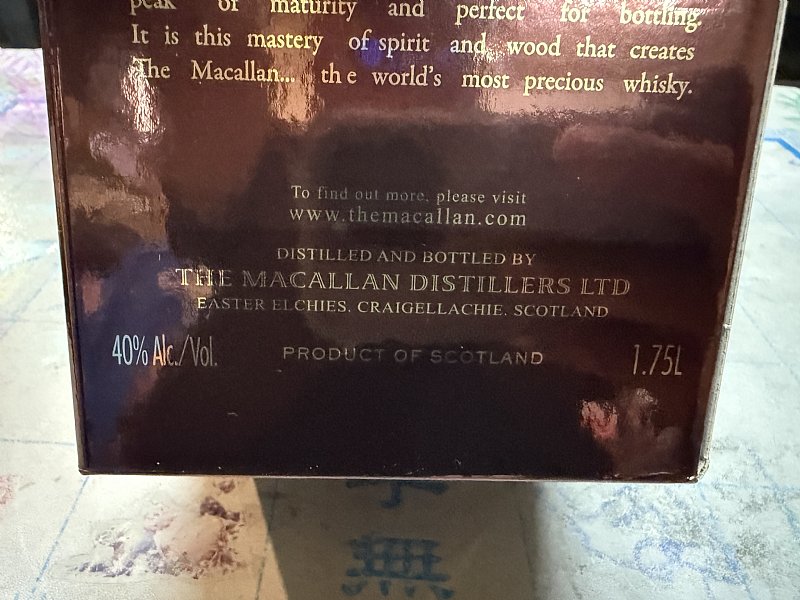 peak of maturity and perfect for bottling.
It is this mastery of spirit and wood that creates
The Macallan... the world's most precious whisky.
To find out more, please visit
www.themacallan.com
DISTILLED AND BOTTLED BY
THE MACALLAN DISTILLERS LTD
EASTER ELCHIES, CRAIGELLACHIE, SCOTLAND
40% Alc./Vol. PRODUCT OF SCOTLAND 1.75L
無